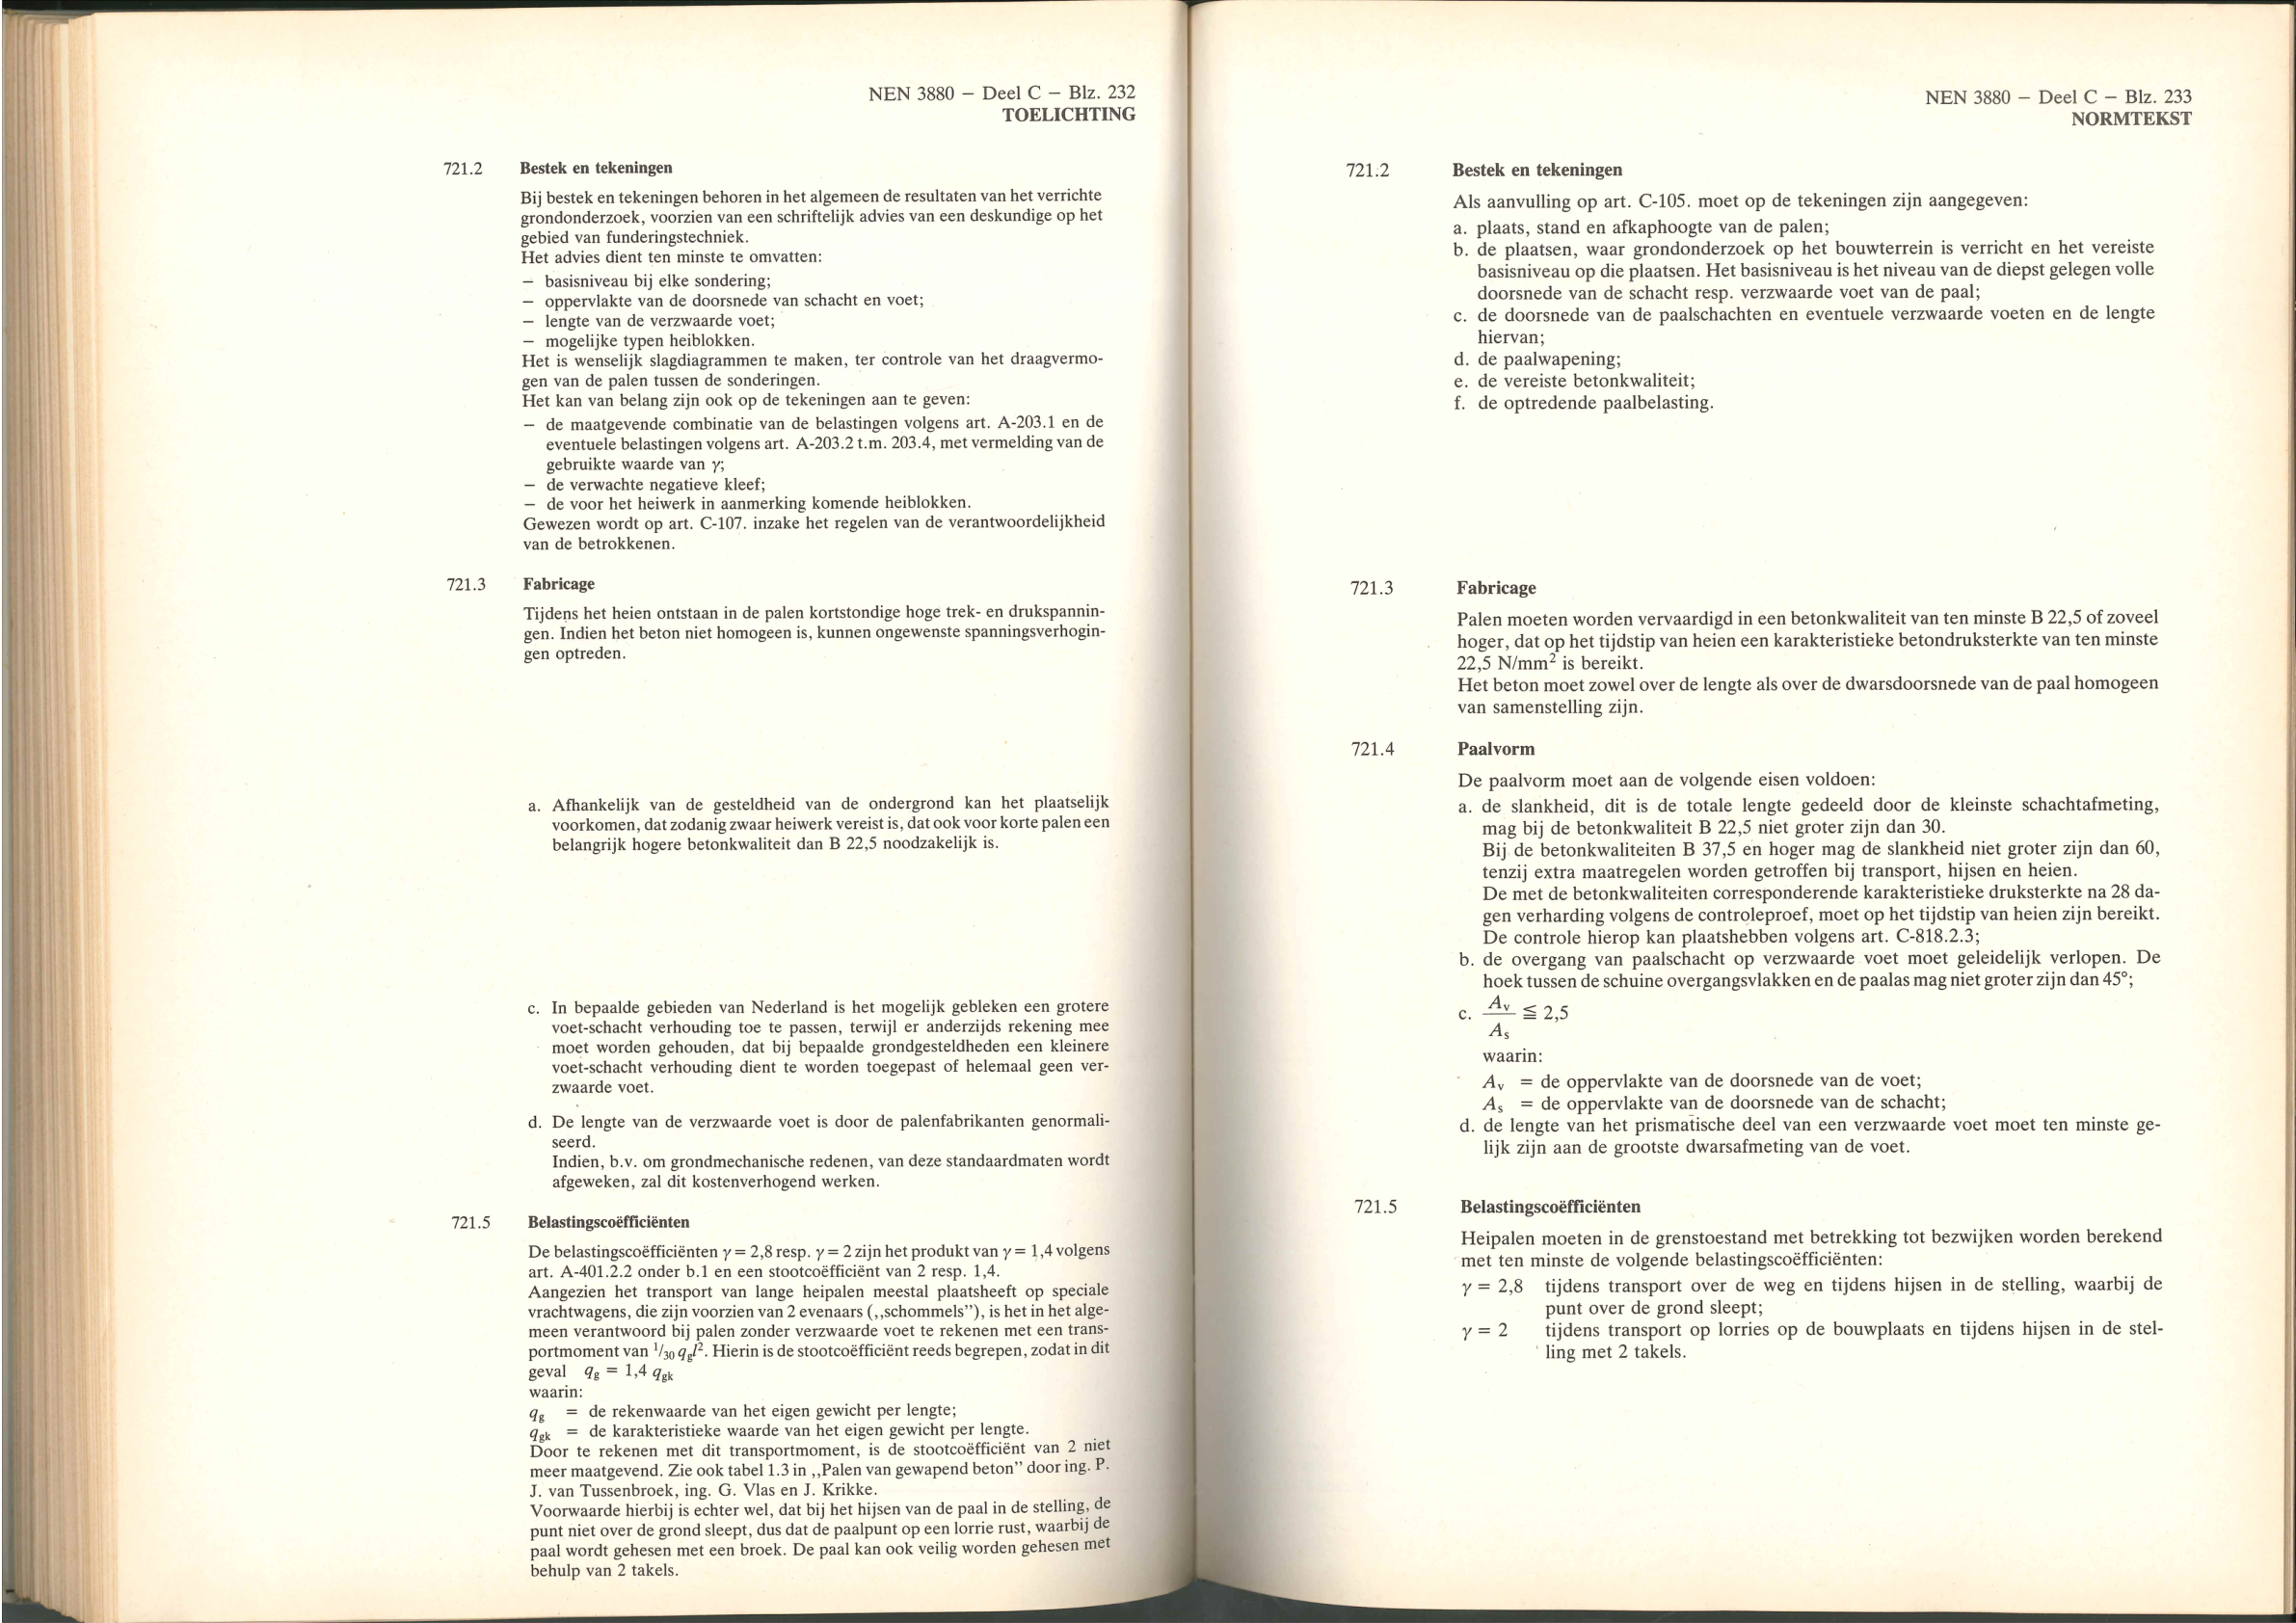 NEN 3880 — Deel C — Blz. 232
TOELICHTING
721.2 Bestek en tekeningen
Bij bestek en tekeningen behoren in het algemeen de resultaten van het verrichte
grondonderzoek, voorzien van een schriftelijk advies van een deskundige op het
gebied van funderingstechniek.
Het advies dient ten minste te omvatten:
— basisniveau bij elke sondering;
— oppervlakte van de doorsnede van schacht en voet;
— lengte van de verzwaarde voet;
— mogelijke typen heiblokken.
Het is wenselijk slagdiagrammen te maken, ter controle van het draagvermo-
gen van de palen tussen de sonderingen.
Het kan van belang zijn ook op de tekeningen aan te geven:
— de maatgevende combinatie van de belastingen volgens art. A-203.1 en de
eventuele belastingen volgens art. A-203.2 t.m. 203.4, met vermelding van de
gebruikte waarde van γ;
— de verwachte negatieve kleef;
— de voor het heiwerk in aanmerking komende heiblokken.
Gewezen wordt op art. C-107. inzake het regelen van de verantwoordelijkheid
van de betrokkenen.
721.3 Fabricage
Tijdens het heien ontstaan in de palen kortstondige hoge trek- en drukspannin-
gen. Indien het beton niet homogeen is, kunnen ongewenste spanningsverhogin-
gen optreden.
a. Afhankelijk van de gesteldheid van de ondergrond kan het plaatselijk
voorkomen, dat zodanig zwaar heiwerk vereist is, dat ook voor korte palen een
belangrijk hogere betonkwaliteit dan B 22,5 noodzakelijk is.
c. In bepaalde gebieden van Nederland is het mogelijk gebleken een grotere
voet-schacht verhouding toe te passen, terwijl er anderzijds rekening mee
moet worden gehouden, dat bij bepaalde grondgesteldheden een kleinere
voet-schacht verhouding dient te worden toegepast of helemaal geen ver-
zwaarde voet.
d. De lengte van de verzwaarde voet is door de palenfabrikanten genormali-
seerd.
Indien, b.v. om grondmechanische redenen, van deze standaardmaten wordt
afgeweken, zal dit kostenverhogend werken.
721.5 Belastingscoëfficiënten
De belastingscoëfficiënten γ = 2,8 resp. γ = 2 zijn het produkt van γ = 1,4 volgens
art. A-401.2.2 onder b.1 en een stootcoëfficiënt van 2 resp. 1,4.
Aangezien het transport van lange heipalen meestal plaatsheeft op speciale
vrachtwagens, die zijn voorzien van 2 evenaars (,,schommels”), is het in het alge-
meen verantwoord bij palen zonder verzwaarde voet te rekenen met een trans-
portmoment van 1/30 qgl². Hierin is de stootcoëfficiënt reeds begrepen, zodat in dit
geval qg = 1,4 qgk
waarin:
qg = de rekenwaarde van het eigen gewicht per lengte;
qgk = de karakteristieke waarde van het eigen gewicht per lengte.
Door te rekenen met dit transportmoment, is de stootcoëfficiënt van 2 niet
meer maatgevend. Zie ook tabel 1.3 in ,,Palen van gewapend beton” door ing. P.
J. van Tussenbroek, ing. G. Vlas en J. Krikke.
Voorwaarde hierbij is echter wel, dat bij het hijsen van de paal in de stelling, de
punt niet over de grond sleept, dus dat de paalpunt op een lorrie rust, waarbij de
paal wordt gehesen met een broek. De paal kan ook veilig worden gehesen met
behulp van 2 takels.
NEN 3880 — Deel C — Blz. 233
NORMTEKST
721.2 Bestek en tekeningen
Als aanvulling op art. C-105. moet op de tekeningen zijn aangegeven:
a. plaats, stand en afkaphoogte van de palen;
b. de plaatsen, waar grondonderzoek op het bouwterrein is verricht en het vereiste
basisniveau op die plaatsen. Het basisniveau is het niveau van de diepst gelegen volle
doorsnede van de schacht resp. verzwaarde voet van de paal;
c. de doorsnede van de paalschachten en eventuele verzwaarde voeten en de lengte
hiervan;
d. de paalwapening;
e. de vereiste betonkwaliteit;
f. de optredende paalbelasting.
721.3 Fabricage
Palen moeten worden vervaardigd in een betonkwaliteit van ten minste B 22,5 of zoveel
hoger, dat op het tijdstip van heien een karakteristieke betondruksterkte van ten minste
22,5 N/mm² is bereikt.
Het beton moet zowel over de lengte als over de dwarsdoorsnede van de paal homogeen
van samenstelling zijn.
721.4 Paalvorm
De paalvorm moet aan de volgende eisen voldoen:
a. de slankheid, dit is de totale lengte gedeeld door de kleinste schachtafmeting,
mag bij de betonkwaliteit B 22,5 niet groter zijn dan 30.
Bij de betonkwaliteiten B 37,5 en hoger mag de slankheid niet groter zijn dan 60,
tenzij extra maatregelen worden getroffen bij transport, hijsen en heien.
De met de betonkwaliteiten corresponderende karakteristieke druksterkte na 28 da-
gen verharding volgens de controleproef, moet op het tijdstip van heien zijn bereikt.
De controle hierop kan plaatshebben volgens art. C-818.2.3;
b. de overgang van paalschacht op verzwaarde voet moet geleidelijk verlopen. De
hoek tussen de schuine overgangsvlakken en de paalas mag niet groter zijn dan 45°;
c. Av/As ≦ 2,5
waarin:
Av = de oppervlakte van de doorsnede van de voet;
As = de oppervlakte van de doorsnede van de schacht;
d. de lengte van het prismatische deel van een verzwaarde voet moet ten minste ge-
lijk zijn aan de grootste dwarsafmeting van de voet.
721.5 Belastingscoëfficiënten
Heipalen moeten in de grenstoestand met betrekking tot bezwijken worden berekend
met ten minste de volgende belastingscoëfficiënten:
γ = 2,8 tijdens transport over de weg en tijdens hijsen in de stelling, waarbij de
punt over de grond sleept;
γ = 2 tijdens transport op lorries op de bouwplaats en tijdens hijsen in de stel-
ling met 2 takels.